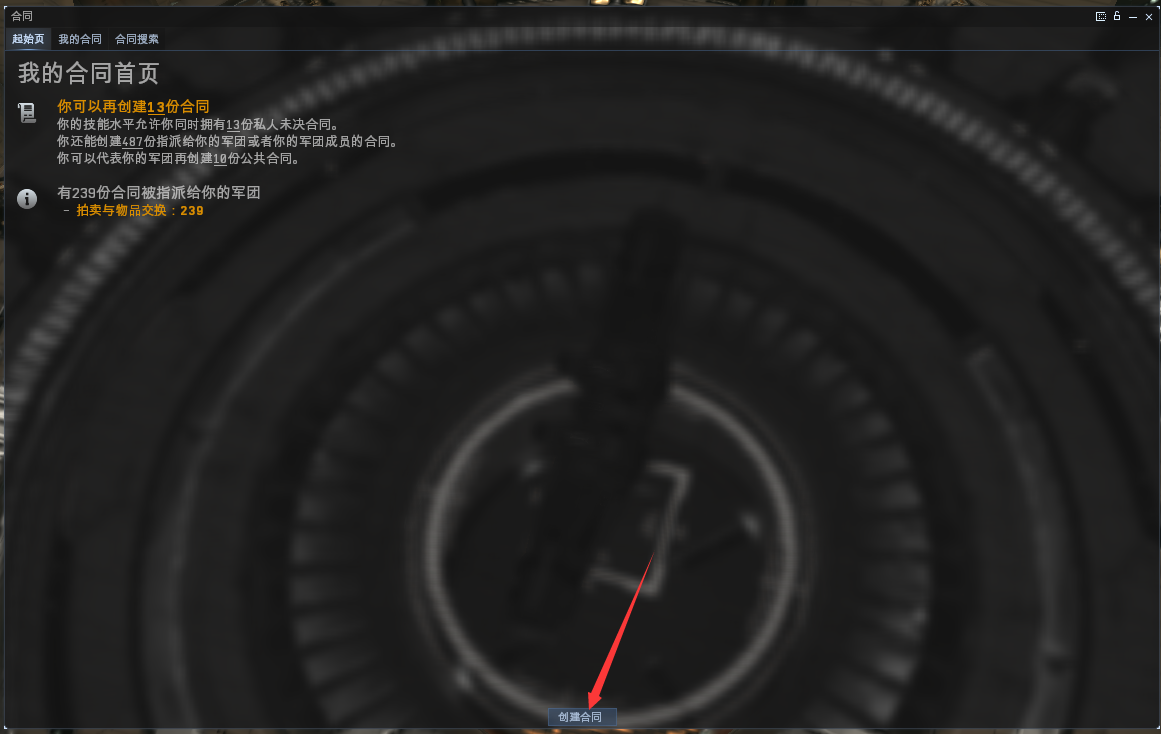 合同
起始页 我的合同 合同搜索
我的合同首页
你可以再创建13份合同
你的技能水平允许你同时拥有13份私人未决合同。
你还能创建487份指派给你的军团或者你的军团成员的合同。
你可以代表你的军团再创建10份公共合同。
有239份合同被指派给你的军团
- 拍卖与物品交换：239
创建合同